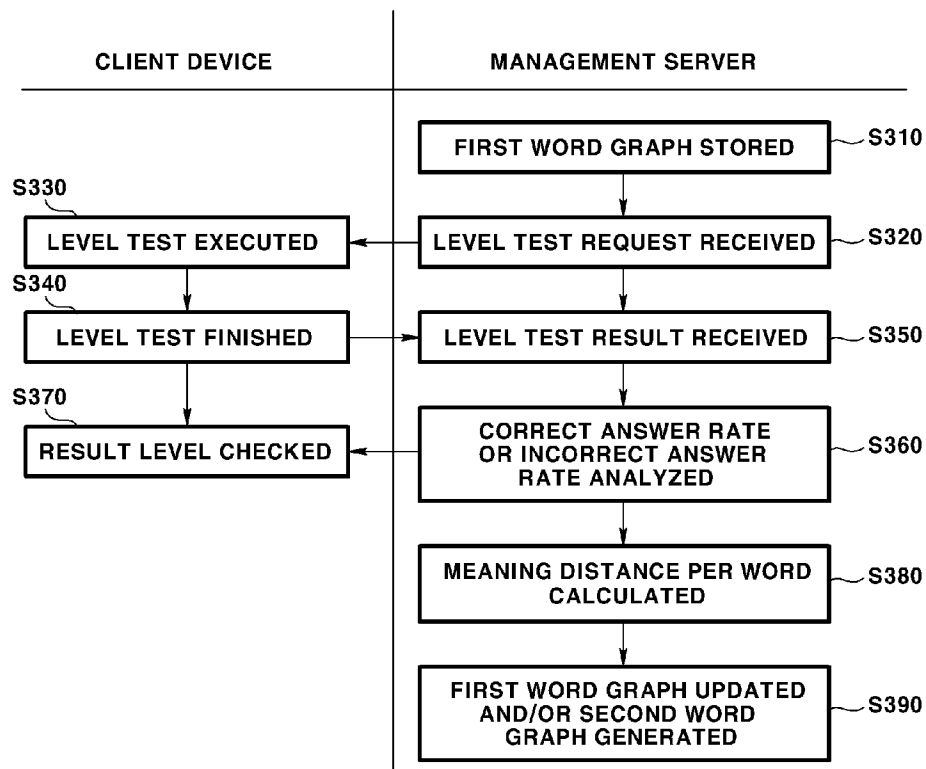 CLIENT DEVICE
MANAGEMENT SERVER
FIRST WORD GRAPH STORED
S310
S330
LEVEL TEST EXECUTED
LEVEL TEST REQUEST RECEIVED
S320
S340
LEVEL TEST FINISHED
LEVEL TEST RESULT RECEIVED
S350
S370
RESULT LEVEL CHECKED
CORRECT ANSWER RATE
OR INCORRECT ANSWER
RATE ANALYZED
S360
MEANING DISTANCE PER WORD
CALCULATED
S380
FIRST WORD GRAPH UPDATED
AND/OR SECOND WORD
GRAPH GENERATED
S390